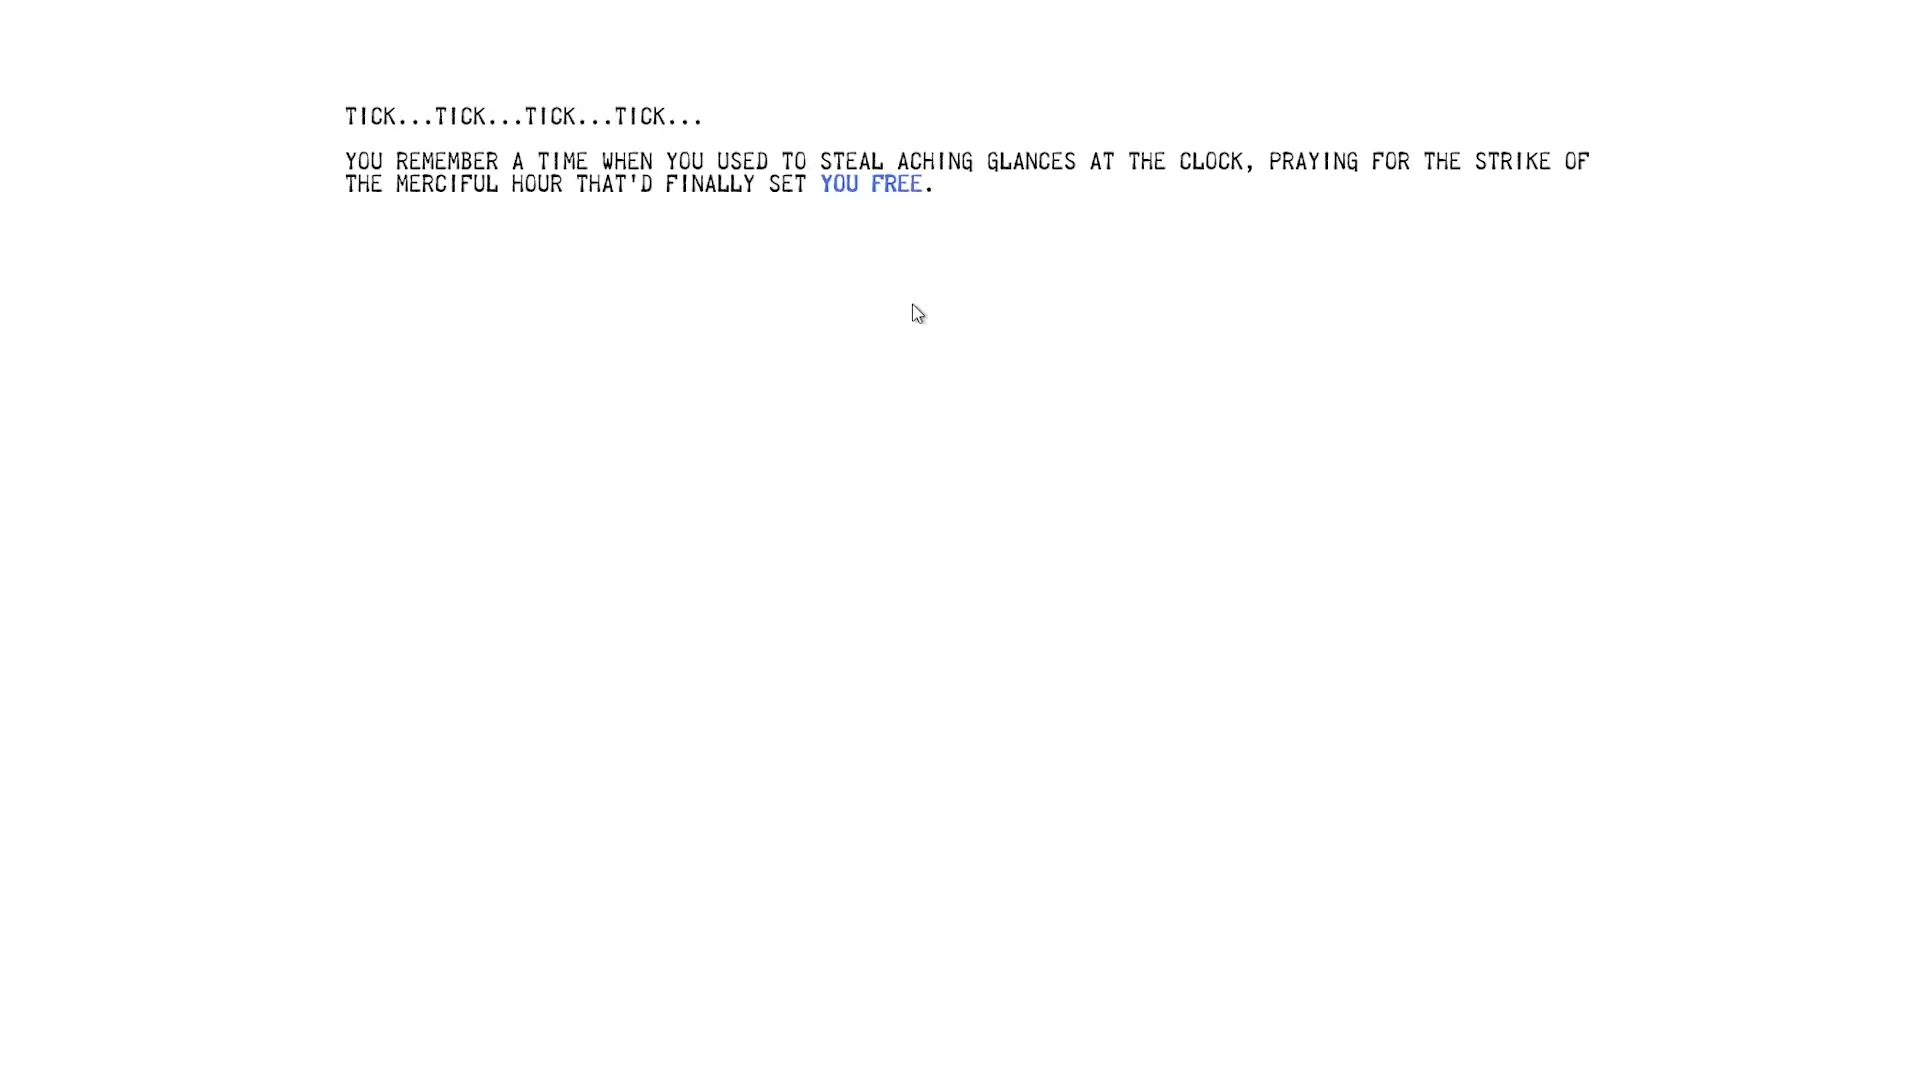 TICK...TICK...TICK...TICK...
YOU REMEMBER A TIME WHEN YOU USED TO STEAL ACHING GLANCES AT THE CLOCK, PRAYING FOR THE STRIKE OF
THE MERCIFUL HOUR THAT'D FINALLY SET YOU FREE.